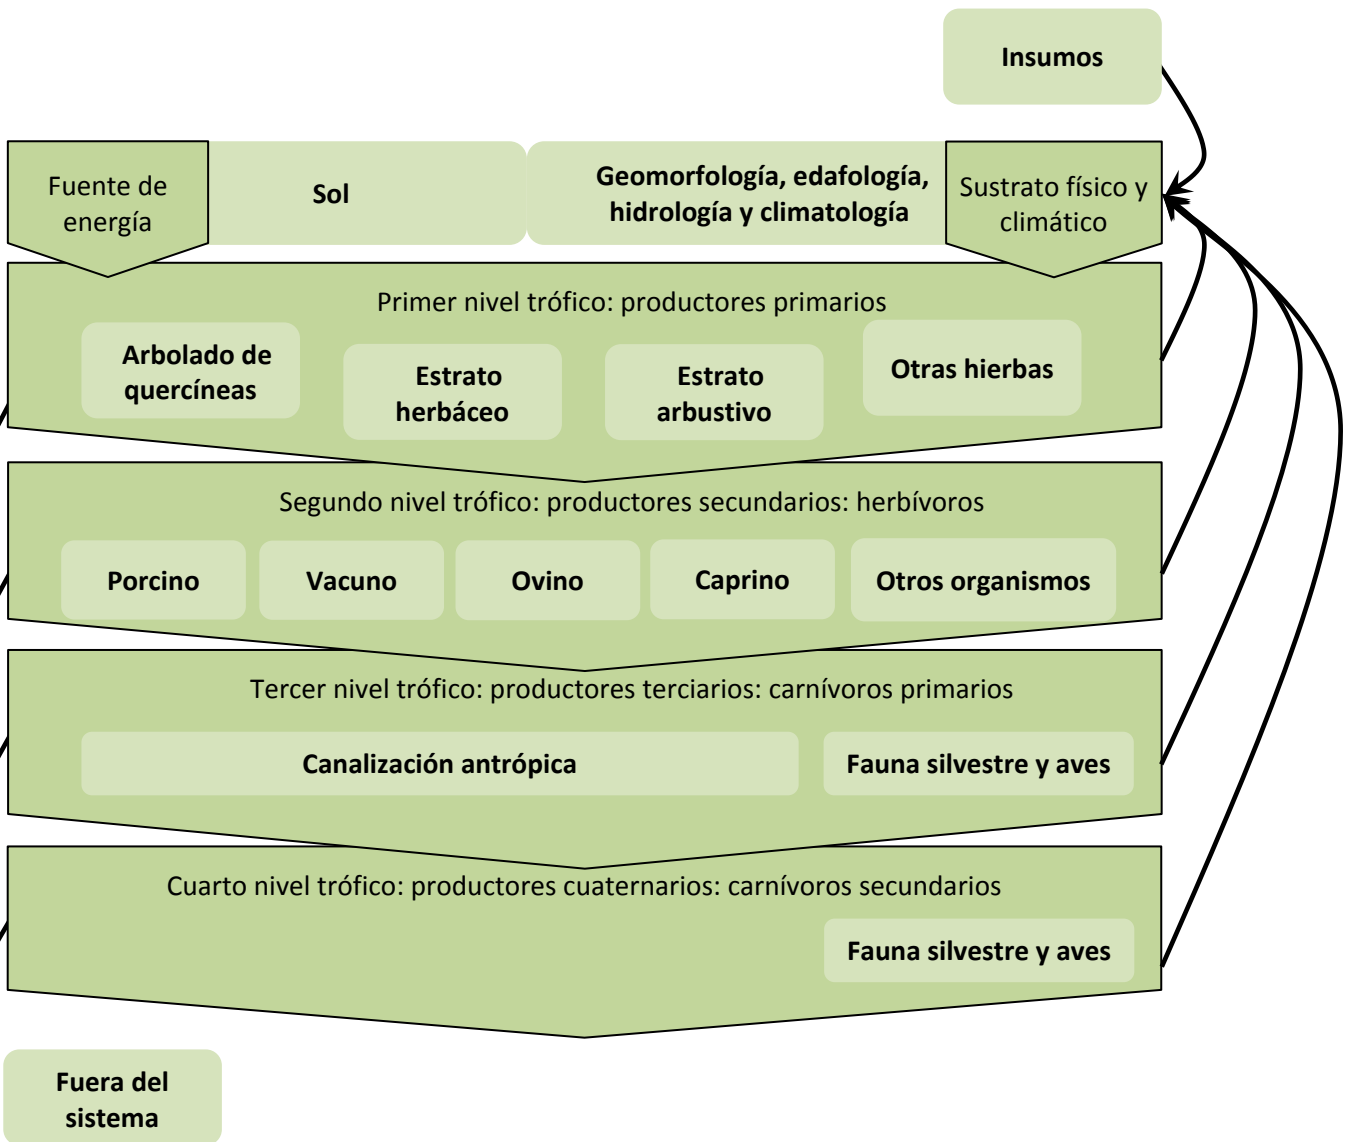 Insumos
Fuente de
energía
Sol
Geomorfología, edafología,
hidrología y climatología
Sustrato físico y
climático
Primer nivel trófico: productores primarios
Arbolado de
quercíneas
Estrato
herbáceo
Estrato
arbustivo
Otras hierbas
Segundo nivel trófico: productores secundarios: herbívoros
Porcino
Vacuno
Ovino
Caprino
Otros organismos
Tercer nivel trófico: productores terciarios: carnívoros primarios
Canalización antrópica
Fauna silvestre y aves
Cuarto nivel trófico: productores cuaternarios: carnívoros secundarios
Fauna silvestre y aves
Fuera del
sistema